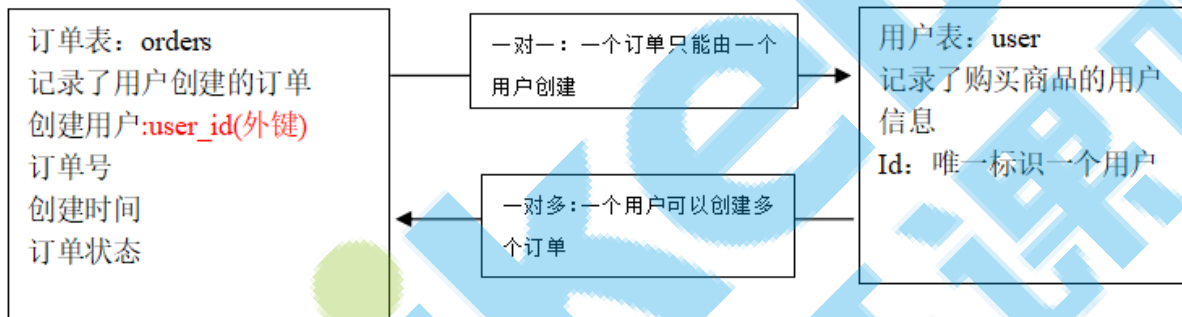 订单表：orders
记录了用户创建的订单
创建用户:user_id(外键)
订单号
创建时间
订单状态
一对一：一个订单只能由一个
用户创建
一对多:一个用户可以创建多
个订单
用户表：user
记录了购买商品的用户
信息
Id：唯一标识一个用户